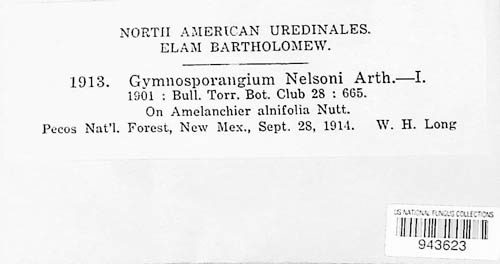 NORTH AMERICAN UREDINALES.
ELAM BARTHOLOMEW.
1913. Gymnosporangium Nelsoni Arth.—I.
1901 : Bull. Torr. Bot. Club 28 : 665.
On Amelanchier alnifolia Nutt.
Pecos Nat'l. Forest, New Mex., Sept. 28, 1914. W. H. Long
US NATIONAL FUNGUS COLLECTIONS
943623